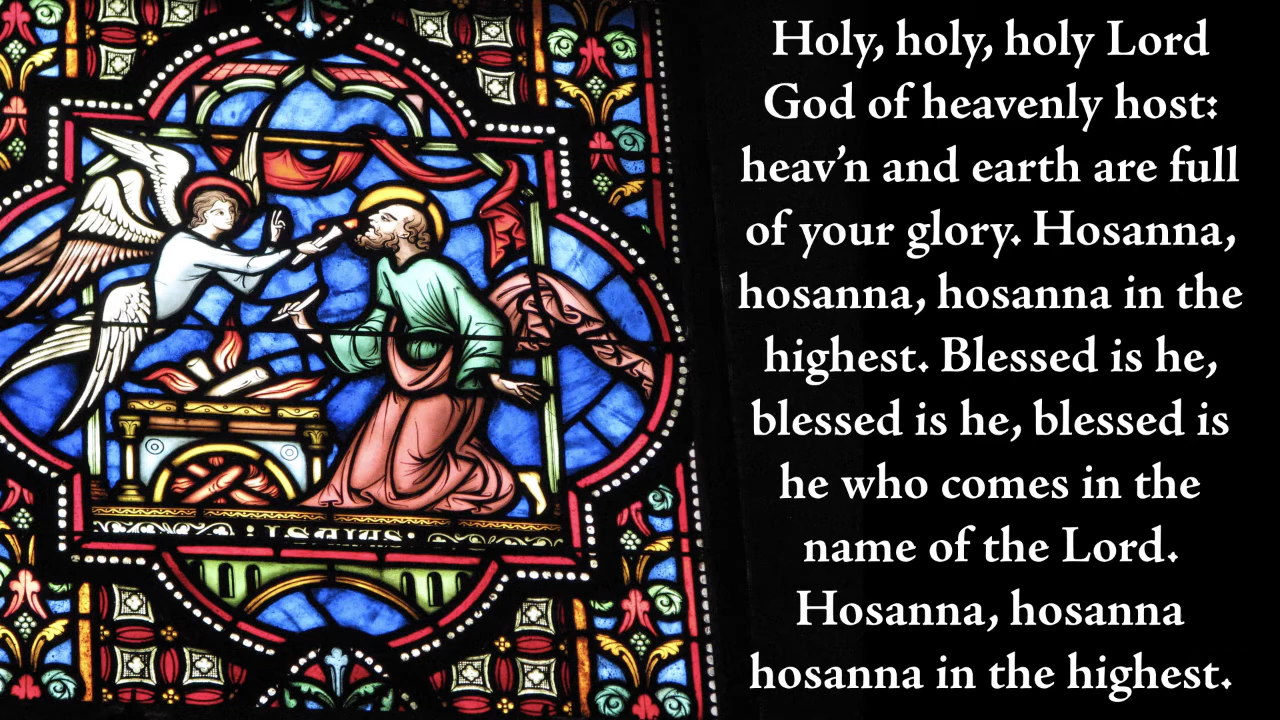 Holy, holy, holy Lord
God of heavenly host:
heav’n and earth are full
of your glory. Hosanna,
hosanna, hosanna in the
highest. Blessed is he,
blessed is he, blessed is
he who comes in the
name of the Lord.
Hosanna, hosanna
hosanna in the highest.
: ISAIAS: